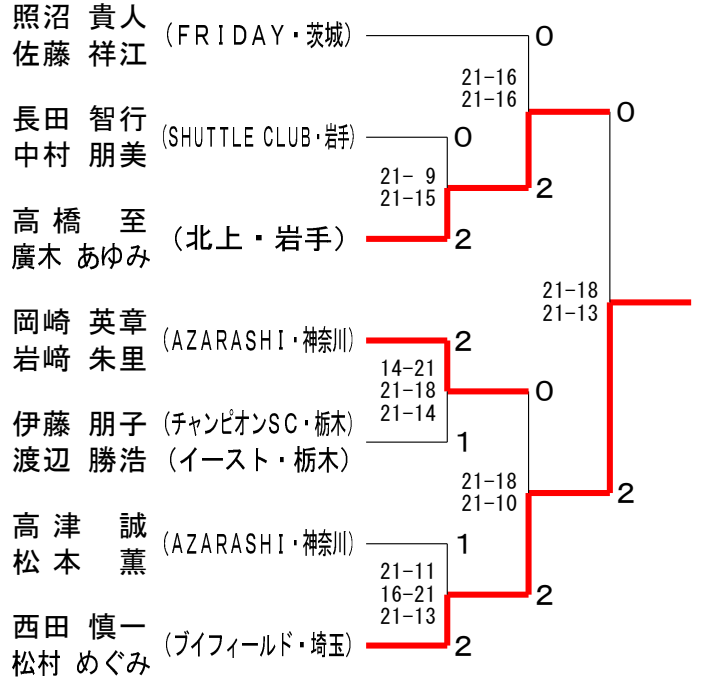 照沼 貴人
佐藤 祥江
(FRIDAY・茨城)
0
21-16
21-16
0
長田 智行
中村 朋美
(SHUTTLE CLUB・岩手)
0
21- 9
21-15
2
高橋 至
廣木 あゆみ
(北上・岩手)
2
21-18
21-13
岡崎 英章
岩﨑 朱里
(AZARASHI・神奈川)
2
14-21
21-18
21-14
0
伊藤 朋子
渡辺 勝浩
(チャンピオンSC・栃木)
(イースト・栃木)
1
21-18
21-10
2
高津 誠
松本 薫
(AZARASHI・神奈川)
1
21-11
16-21
21-13
2
西田 慎一
松村 めぐみ
(ブイフィールド・埼玉)
2